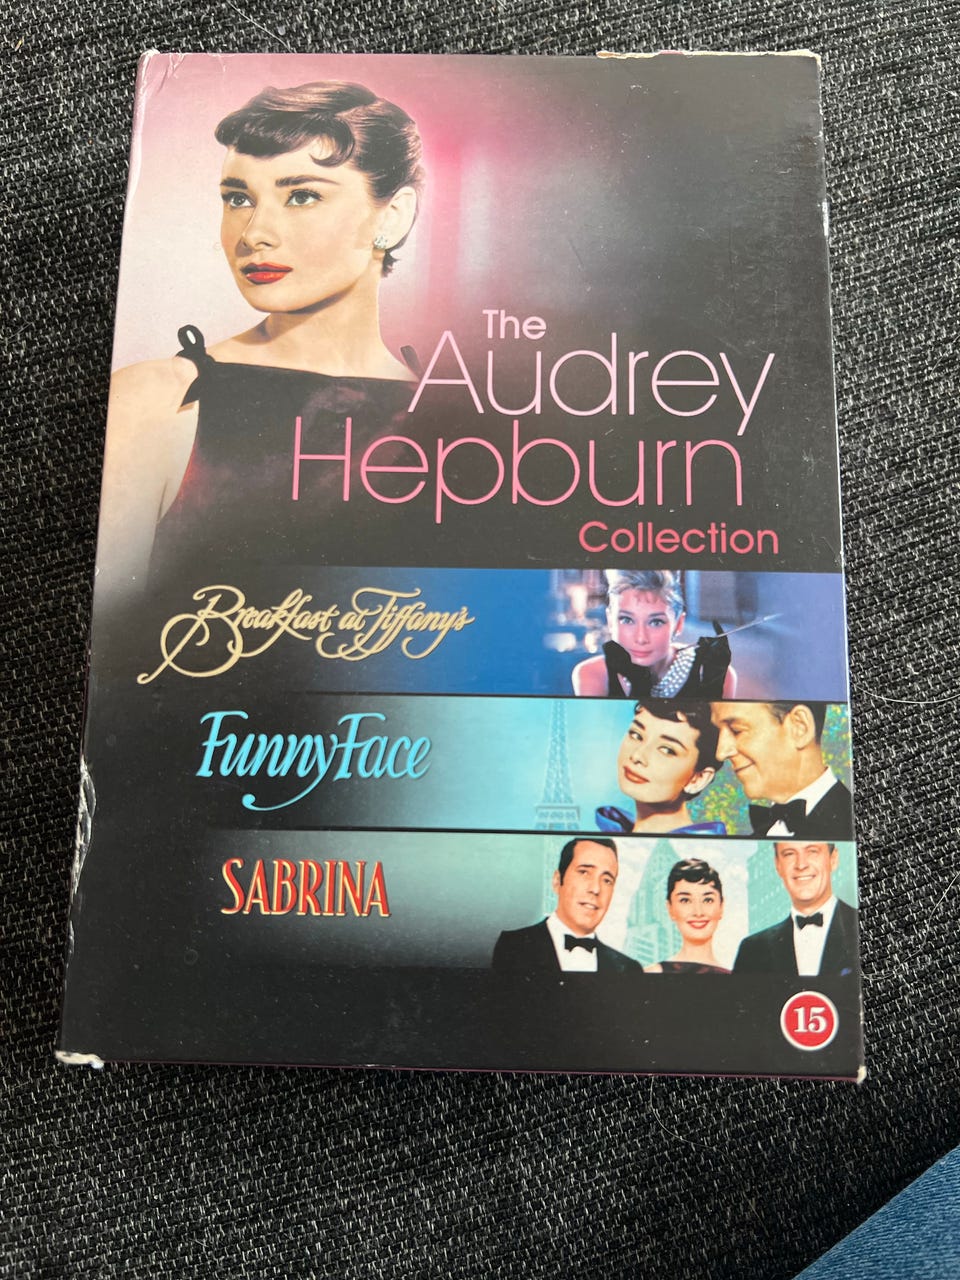 The
Audrey
Hepburn
Collection
Breakfast at Tiffany's
Funny Face
SABRINA
15